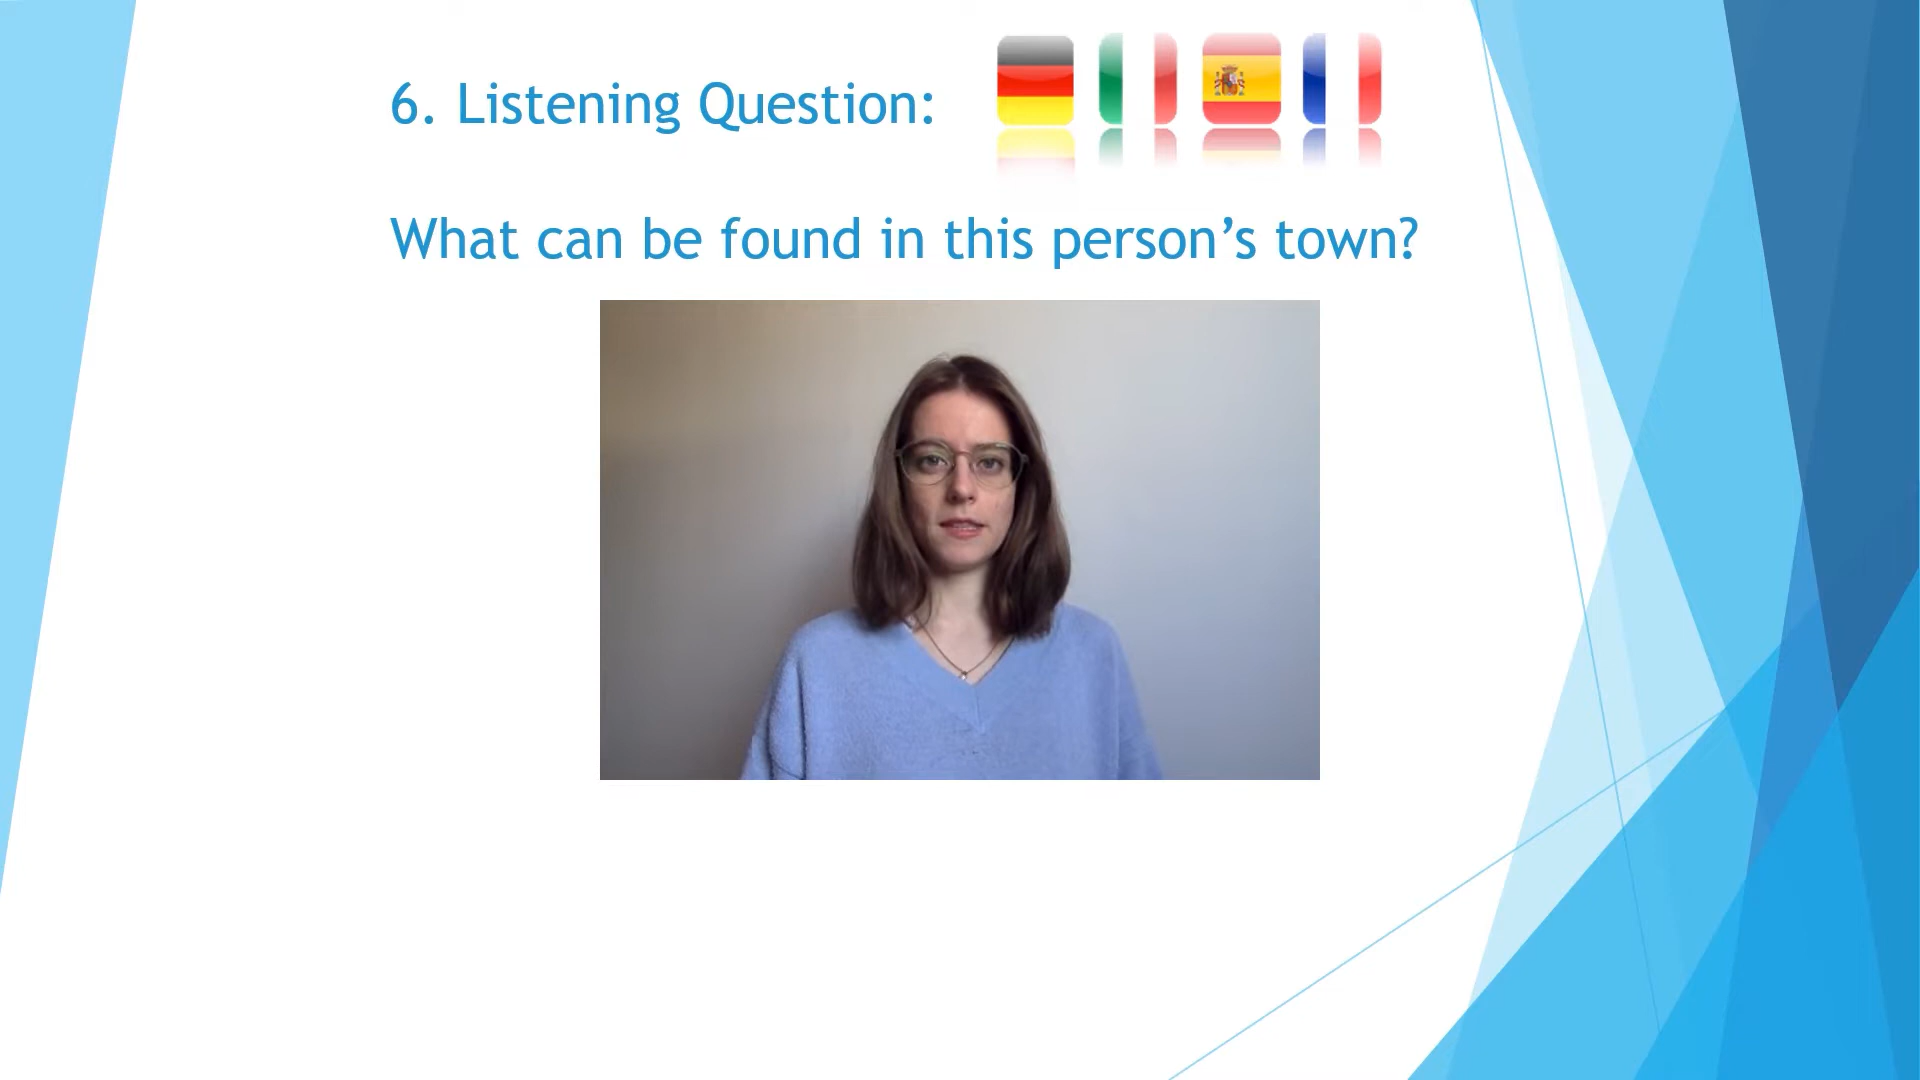 6. Listening Question:
What can be found in this person’s town?